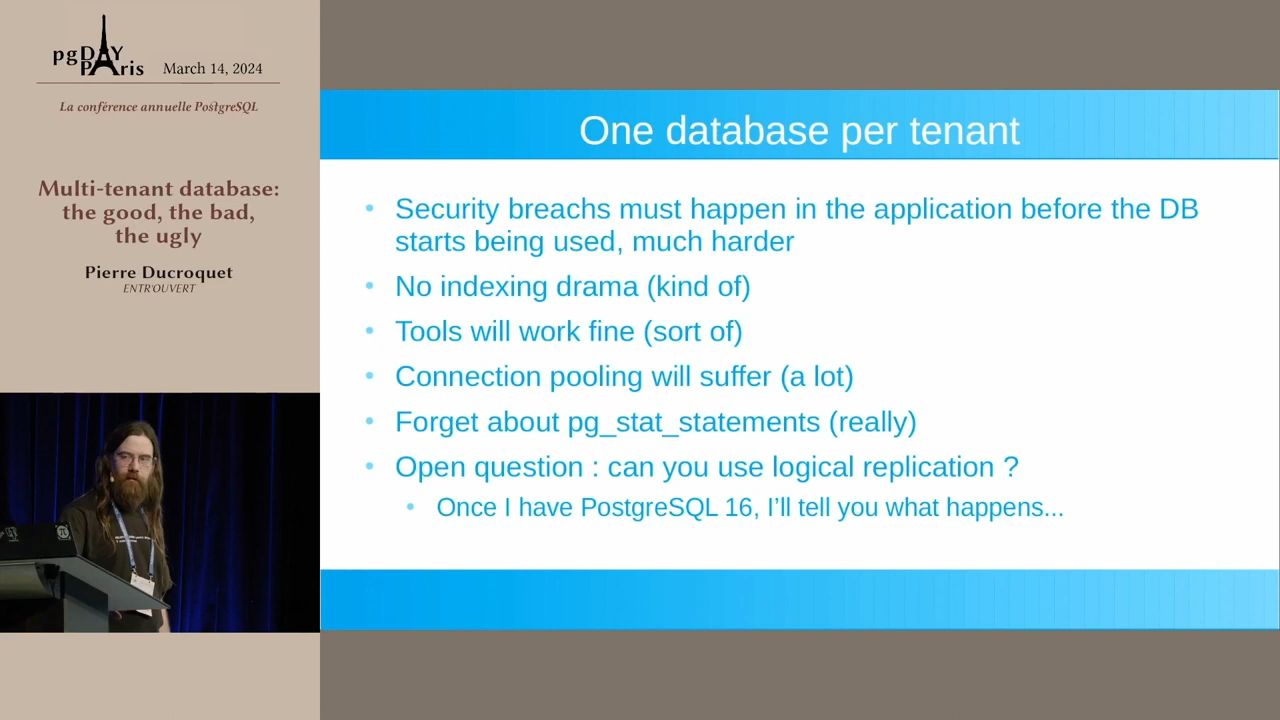 pgDAY
PAris
March 14, 2024
La conférence annuelle PostgreSQL
Multi-tenant database:
the good, the bad,
the ugly
Pierre Ducroquet
ENTR'OUVERT
One database per tenant
• Security breachs must happen in the application before the DB
starts being used, much harder
• No indexing drama (kind of)
• Tools will work fine (sort of)
• Connection pooling will suffer (a lot)
• Forget about pg_stat_statements (really)
• Open question : can you use logical replication ?
• Once I have PostgreSQL 16, I’ll tell you what happens...